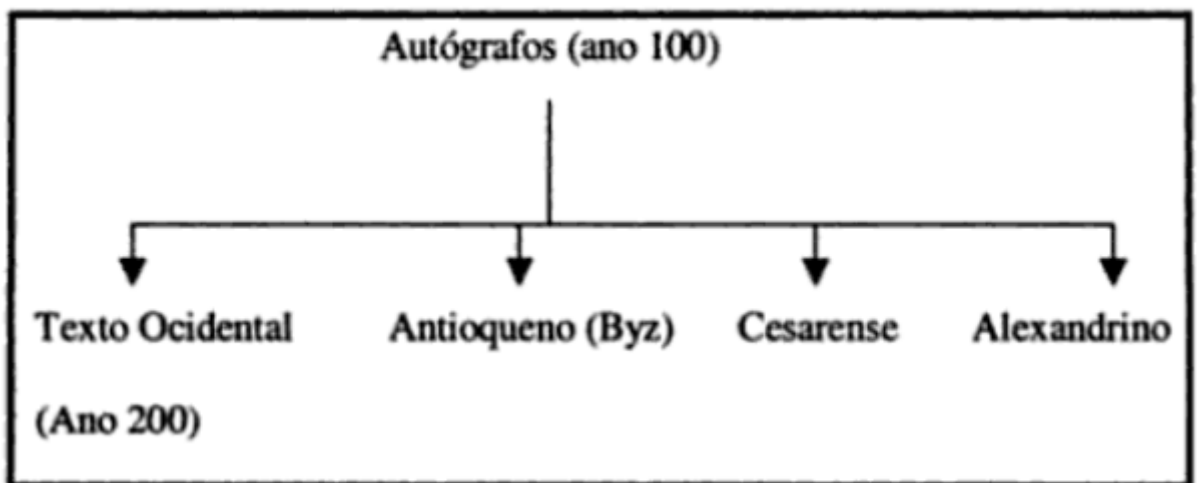 Autógrafos (ano 100)
Texto Ocidental Antioqueno (Byz) Cesarense Alexandrino
(Ano 200)